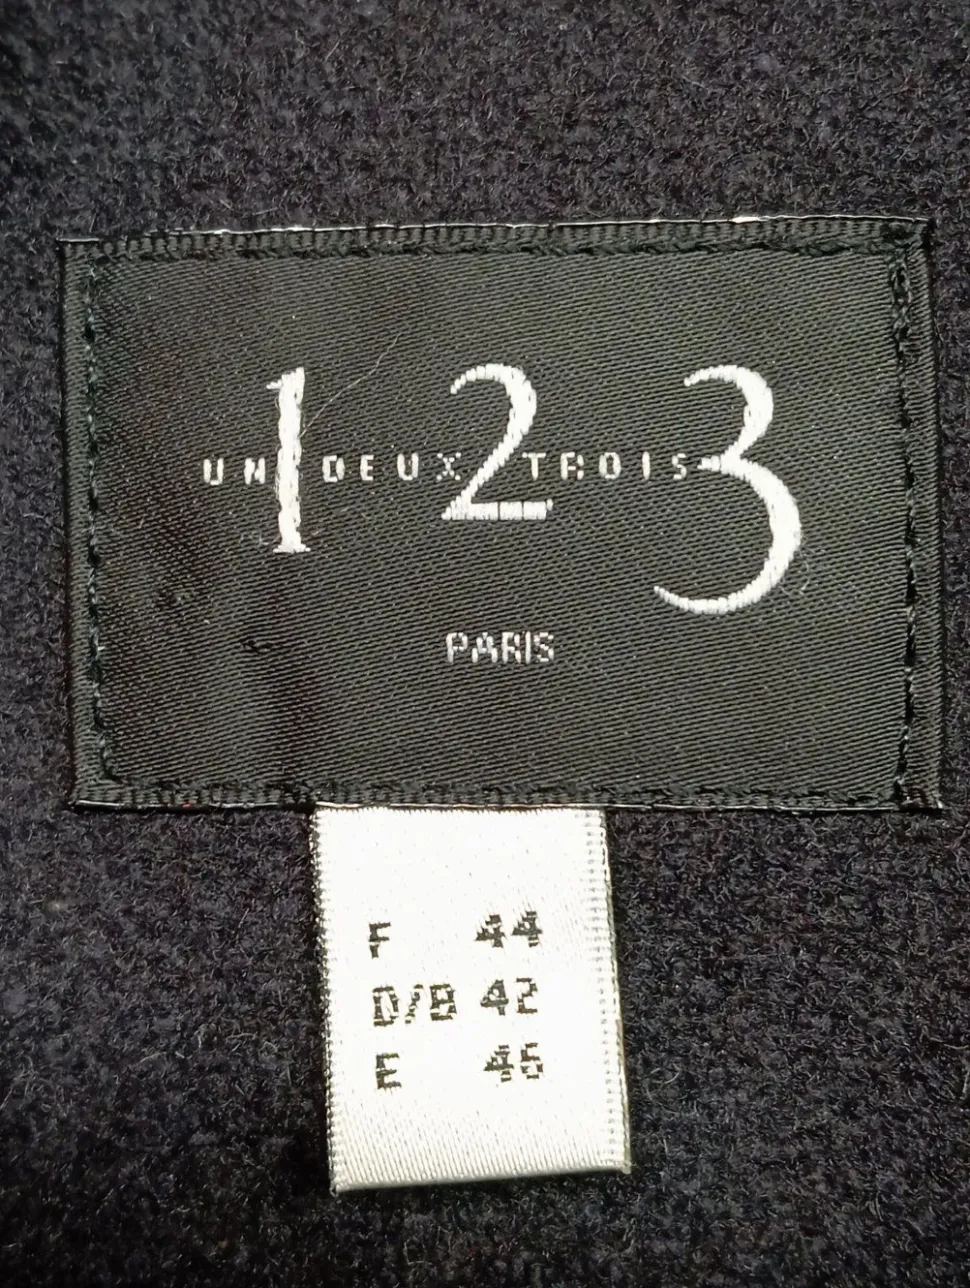 UN 1 DEUX 2 TROIS 3
PARIS
F 44
D/B 42
E 46